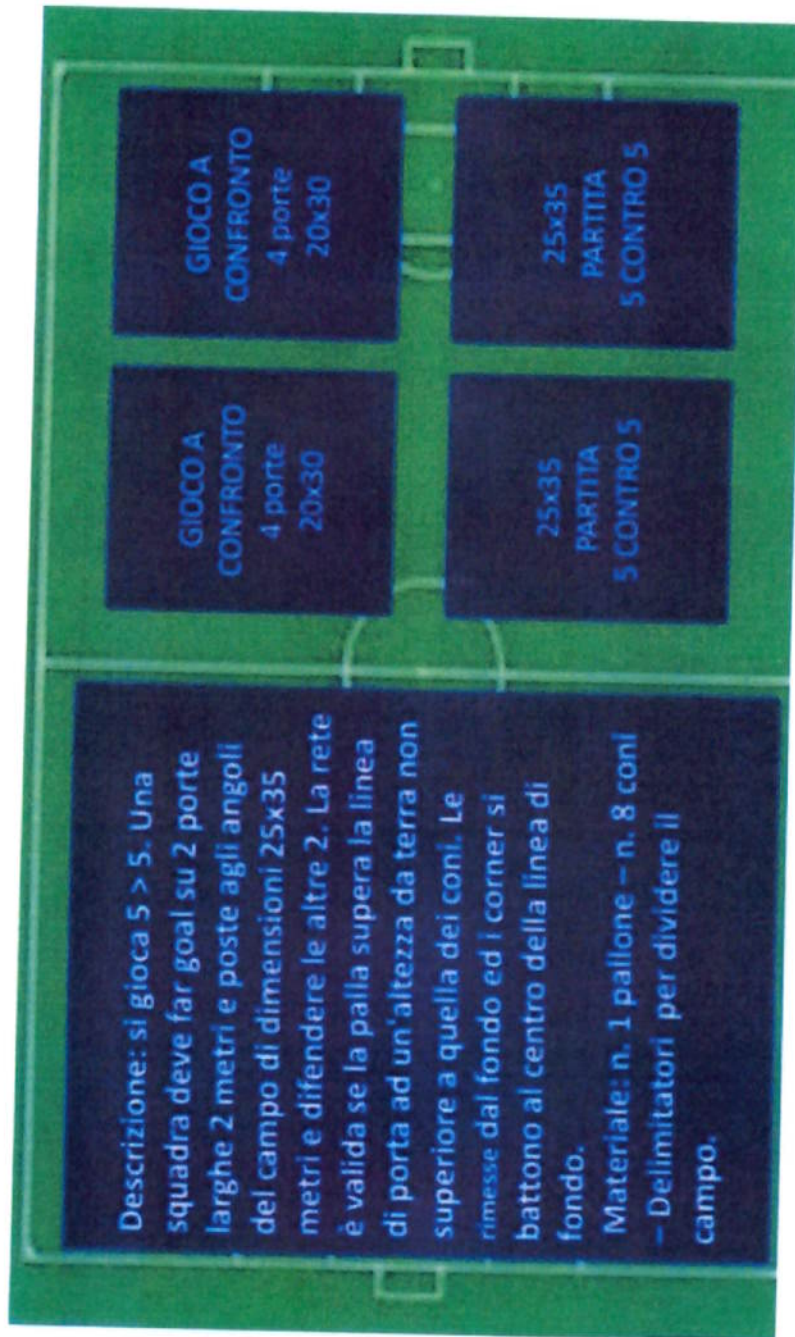 Descrizione: si gioca 5 > 5. Una
squadra deve far goal su 2 porte
larghe 2 metri e poste agli angoli
del campo di dimensioni 25x35
metri e difendere le altre 2. La rete
è valida se la palla supera la linea
di porta ad un'altezza da terra non
superiore a quella dei coni. Le
rimesse dal fondo ed i corner si
battono al centro della linea di
fondo.
Materiale: n. 1 pallone – n. 8 coni
– Delimitatori per dividere il
campo.
GIOCO A
CONFRONTO
4 porte
20x30
GIOCO A
CONFRONTO
4 porte
20x30
25x35
PARTITA
5 CONTRO 5
25x35
PARTITA
5 CONTRO 5